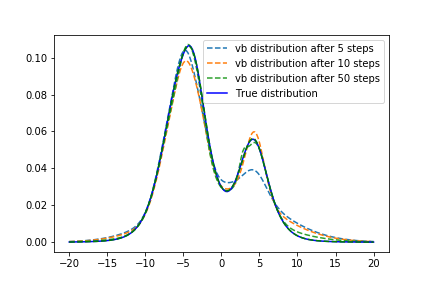 vb distribution after 5 steps
vb distribution after 10 steps
vb distribution after 50 steps
True distribution
0.10
0.08
0.06
0.04
0.02
0.00
−20 −15 −10 −5 0 5 10 15 20